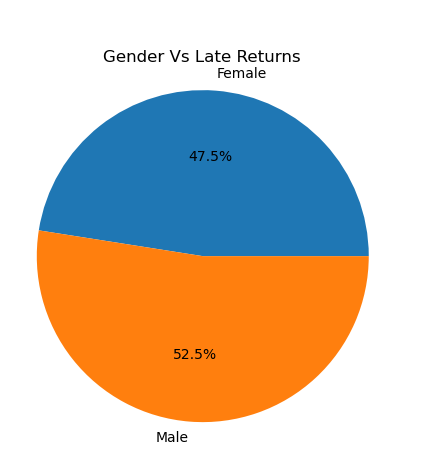 Gender Vs Late Returns
Female
47.5%
52.5%
Male